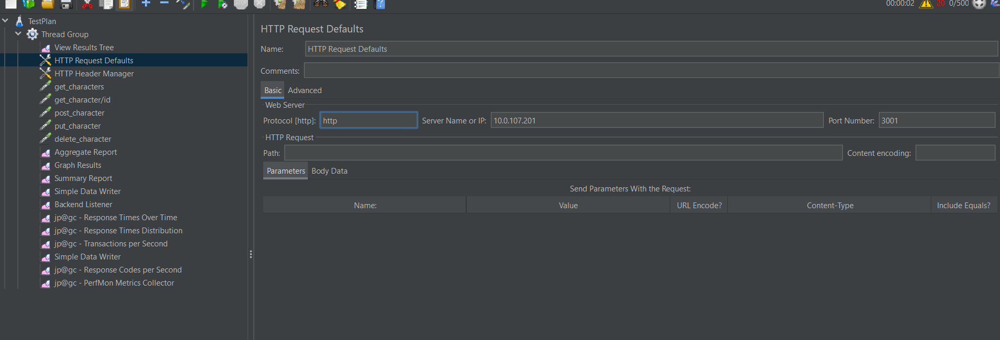 00:00:02 20 0/500
TestPlan
Thread Group
View Results Tree
HTTP Request Defaults
HTTP Header Manager
get_characters
get_character/id
post_character
put_character
delete_character
Aggregate Report
Graph Results
Summary Report
Simple Data Writer
Backend Listener
jp@gc - Response Times Over Time
jp@gc - Response Times Distribution
jp@gc - Transactions per Second
Simple Data Writer
jp@gc - Response Codes per Second
jp@gc - PerfMon Metrics Collector
HTTP Request Defaults
Name: HTTP Request Defaults
Comments:
Basic Advanced
Web Server
Protocol [http]: http Server Name or IP: 10.0.107.201 Port Number: 3001
HTTP Request
Path: Content encoding:
Parameters Body Data
Send Parameters With the Request:
Name: Value URL Encode? Content-Type Include Equals?